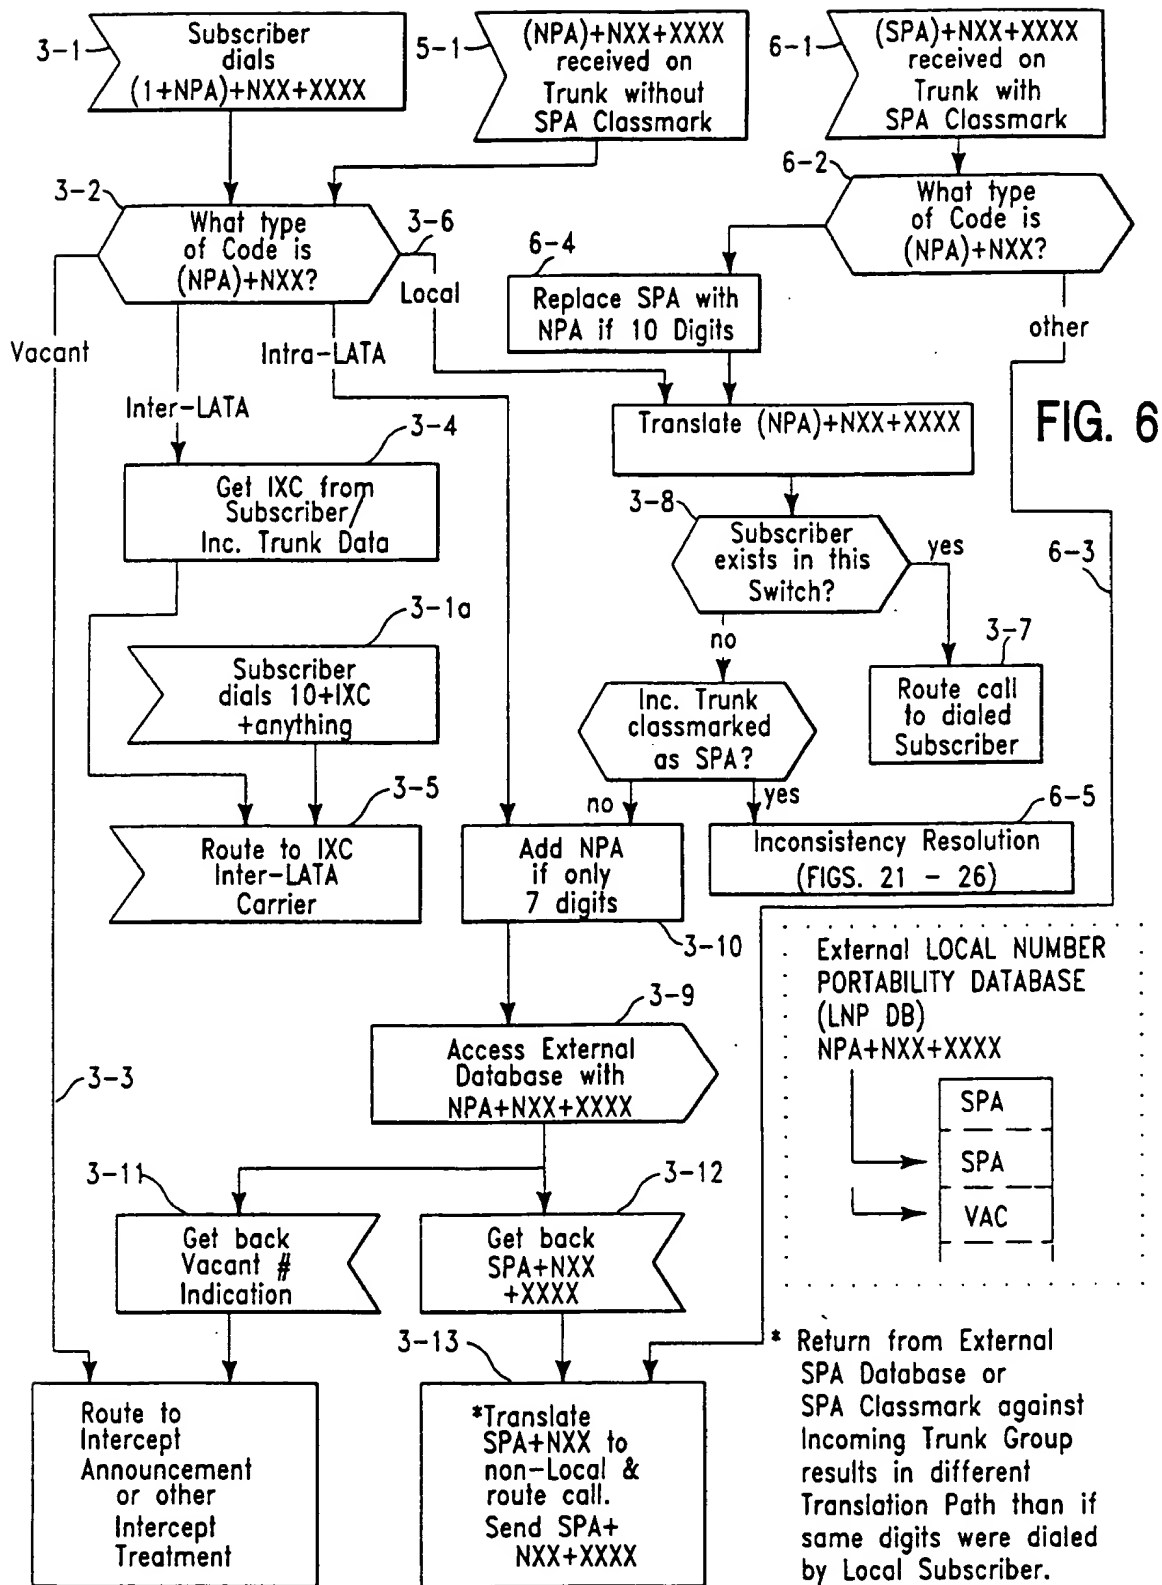 3-1
Subscriber
dials
(1+NPA)+NXX+XXXX
5-1
(NPA)+NXX+XXXX
received on
Trunk without
SPA Classmark
6-1
(SPA)+NXX+XXXX
received on
Trunk with
SPA Classmark
3-2
What type
of Code is
(NPA)+NXX?
3-6
Local
Vacant
Inter-LATA
Intra-LATA
6-2
What type
of Code is
(NPA)+NXX?
other
6-4
Replace SPA with
NPA if 10 Digits
Translate (NPA)+NXX+XXXX
FIG. 6
3-4
Get IXC from
Subscriber/
Inc. Trunk Data
3-8
Subscriber
exists in this
Switch?
yes
no
6-3
3-1a
Subscriber
dials 10+IXC
+anything
3-7
Route call
to dialed
Subscriber
Inc. Trunk
classmarked
as SPA?
no
yes
3-5
Route to IXC
Inter-LATA
Carrier
Add NPA
if only
7 digits
3-10
6-5
Inconsistency Resolution
(FIGS. 21 - 26)
External LOCAL NUMBER
PORTABILITY DATABASE
(LNP DB)
NPA+NXX+XXXX
SPA
SPA
VAC
3-9
Access External
Database with
NPA+NXX+XXXX
3-3
3-11
Get back
Vacant #
Indication
3-12
Get back
SPA+NXX
+XXXX
Route to
Intercept
Announcement
or other
Intercept
Treatment
3-13
*Translate
SPA+NXX to
non-Local &
route call.
Send SPA+
NXX+XXXX
* Return from External
SPA Database or
SPA Classmark against
Incoming Trunk Group
results in different
Translation Path than if
same digits were dialed
by Local Subscriber.